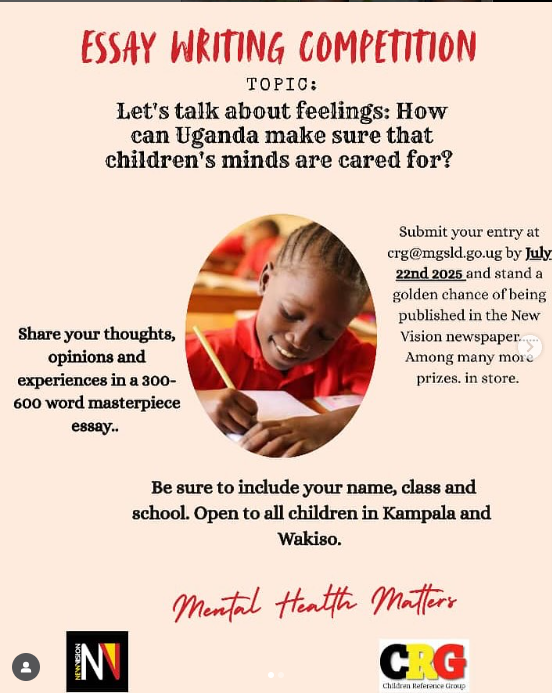 ESSAY WRITING COMPETITION
TOPIC:
Let's talk about feelings: How
can Uganda make sure that
children's minds are cared for?
Submit your entry at
crg@mgsld.go.ug by July
22nd 2025 and stand a
golden chance of being
published in the New
Vision newspaper......
Among many more
prizes. in store.
Share your thoughts,
opinions and
experiences in a 300-
600 word masterpiece
essay..
Be sure to include your name, class and
school. Open to all children in Kampala and
Wakiso.
Mental Health Matters
NEW VISION
N
CRG
Children Reference Group